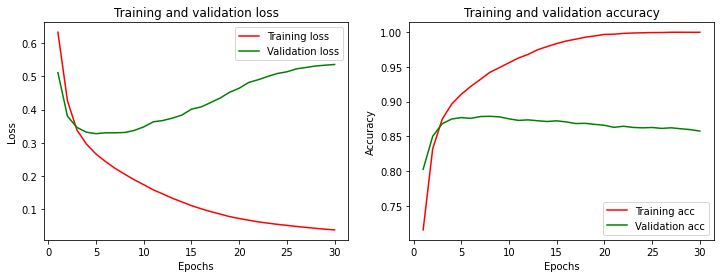 Training and validation loss
Training loss
Validation loss
0.6
0.5
0.4
0.3
0.2
0.1
Loss
0 5 10 15 20 25 30
Epochs
Training and validation accuracy
1.00
0.95
0.90
0.85
0.80
0.75
Accuracy
Training acc
Validation acc
0 5 10 15 20 25 30
Epochs